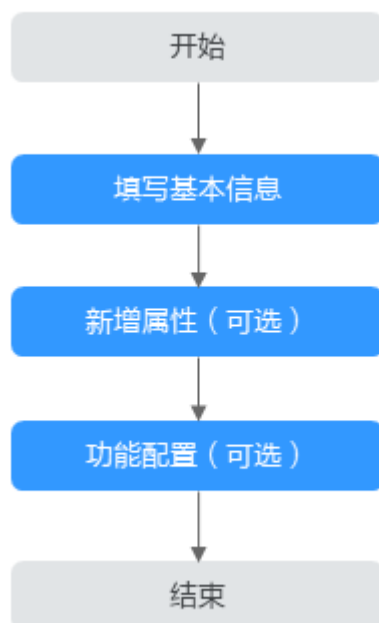 开始
填写基本信息
新增属性（可选）
功能配置（可选）
结束